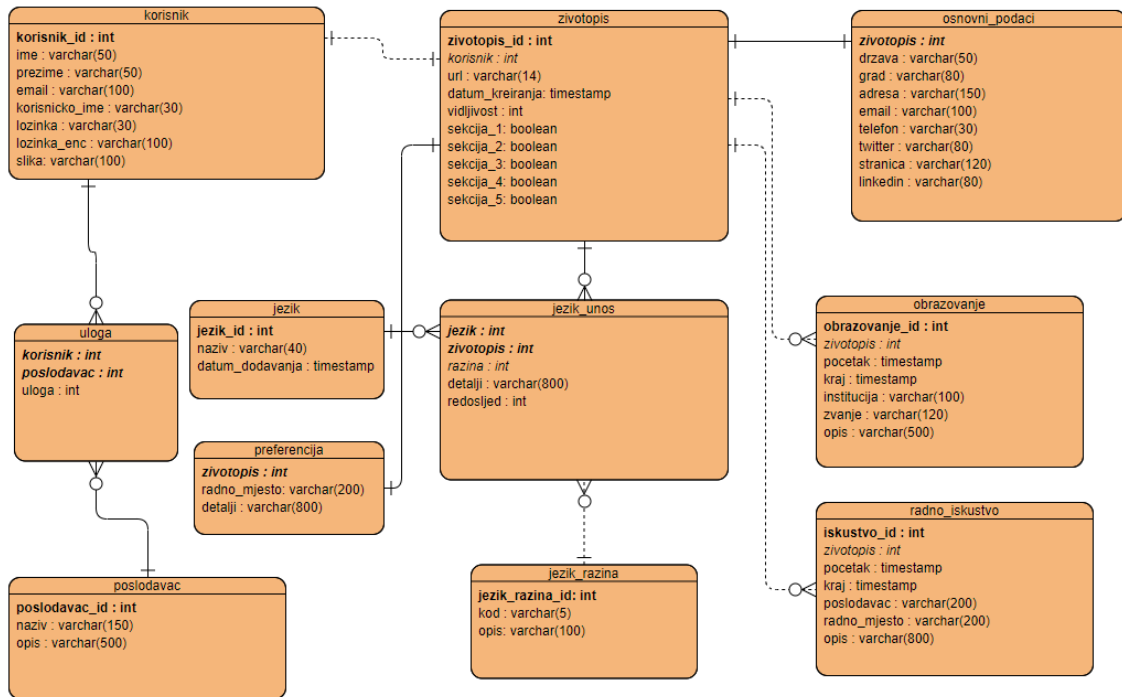 korisnik
korisnik_id : int
ime : varchar(50)
prezime : varchar(50)
email : varchar(100)
korisnicko_ime : varchar(30)
lozinka : varchar(30)
lozinka_enc : varchar(100)
slika: varchar(100)
zivotopis
zivotopis_id : int
korisnik : int
url : varchar(14)
datum_kreiranja: timestamp
vidljivost : int
sekcija_1: boolean
sekcija_2: boolean
sekcija_3: boolean
sekcija_4: boolean
sekcija_5: boolean
osnovni_podaci
zivotopis : int
drzava : varchar(50)
grad : varchar(80)
adresa : varchar(150)
email : varchar(100)
telefon : varchar(30)
twitter : varchar(80)
stranica : varchar(120)
linkedin : varchar(80)
uloga
korisnik : int
poslodavac : int
uloga : int
jezik
jezik_id : int
naziv : varchar(40)
datum_dodavanja : timestamp
jezik_unos
jezik : int
zivotopis : int
razina : int
detalji : varchar(800)
redosljed : int
obrazovanje
obrazovanje_id : int
zivotopis : int
pocetak : timestamp
kraj : timestamp
institucija : varchar(100)
zvanje : varchar(120)
opis : varchar(500)
preferencija
zivotopis : int
radno_mjesto: varchar(200)
detalji : varchar(800)
radno_iskustvo
iskustvo_id : int
zivotopis : int
pocetak : timestamp
kraj : timestamp
poslodavac : varchar(200)
radno_mjesto : varchar(200)
opis : varchar(800)
poslodavac
poslodavac_id : int
naziv : varchar(150)
opis : varchar(500)
jezik_razina
jezik_razina_id: int
kod : varchar(5)
opis: varchar(100)